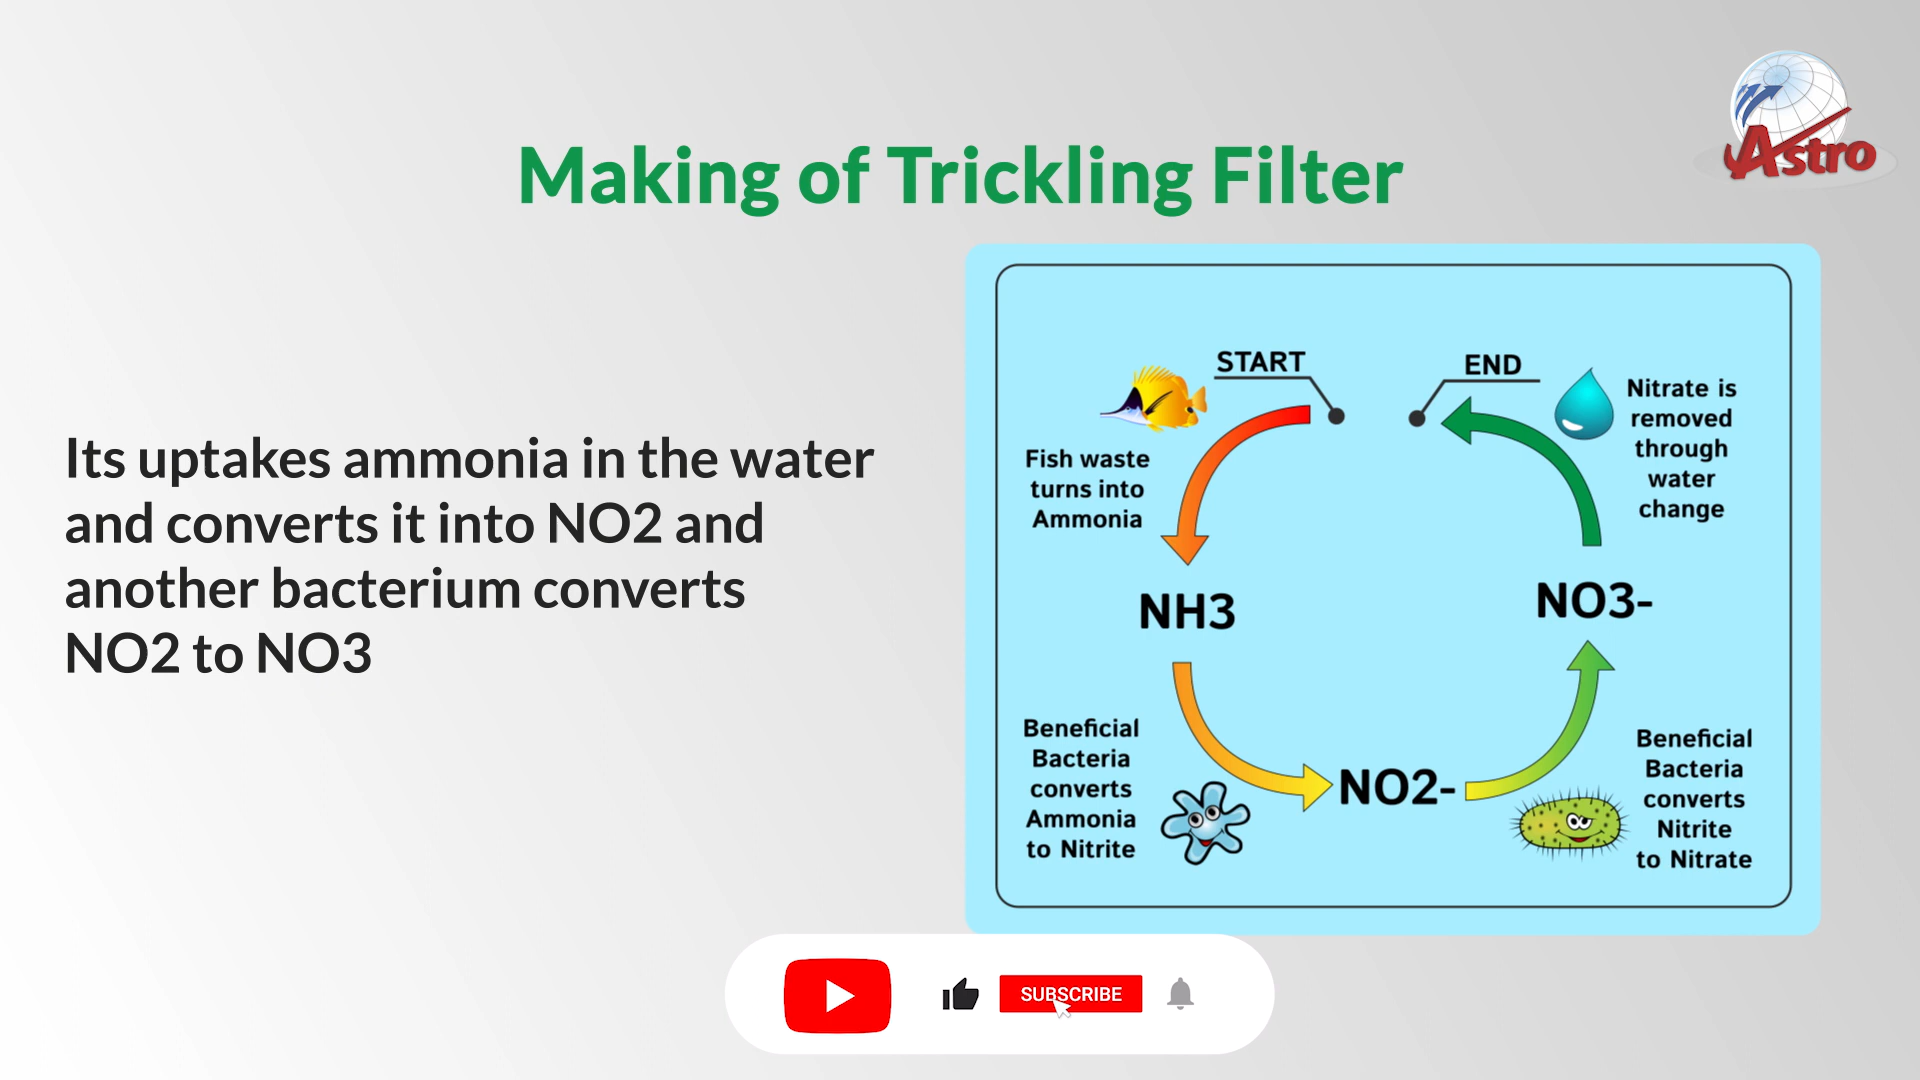 Astro
Making of Trickling Filter
Its uptakes ammonia in the water
and converts it into NO2 and
another bacterium converts
NO2 to NO3
START
END
Fish waste
turns into
Ammonia
Nitrate is
removed
through
water
change
NH3
NO3-
Beneficial
Bacteria
converts
Ammonia
to Nitrite
NO2-
Beneficial
Bacteria
converts
Nitrite
to Nitrate
SUBSCRIBE